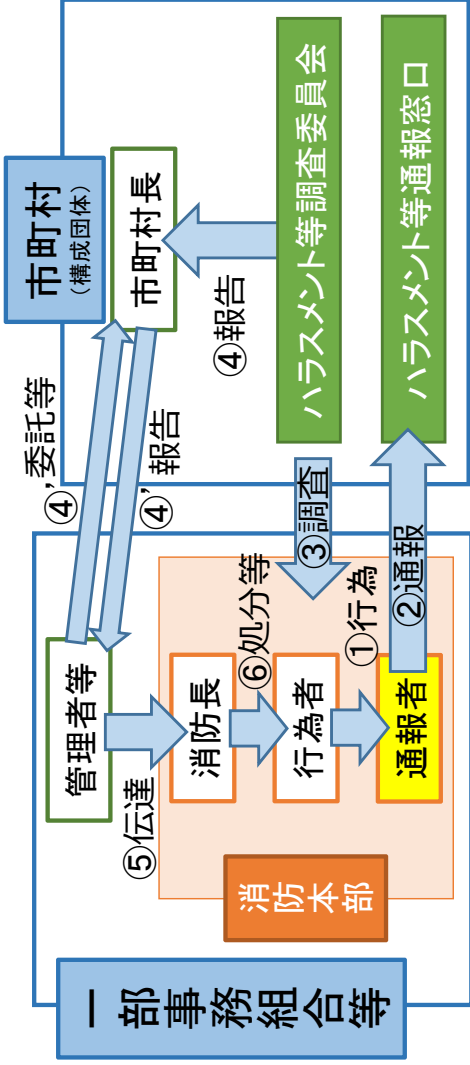 一部事務組合等
管理者等
⑤伝達
消防本部
消防長
⑥処分等
行為者
①行為
通報者
②通報
③調査
④’委託等
④’報告
市町村
(構成団体)
市町村長
④報告
ハラスメント等調査委員会
ハラスメント等通報窓口